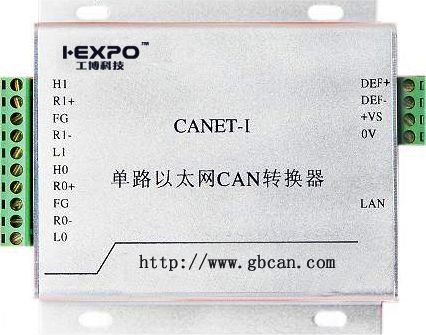 I-EXPO™
工博科技
H1
R1+
FG
R1-
L1
H0
R0+
FG
R0-
L0
CANET-I
单路以太网CAN转换器
DEF+
DEF-
+VS
0V
LAN
http://www.gbcan.com